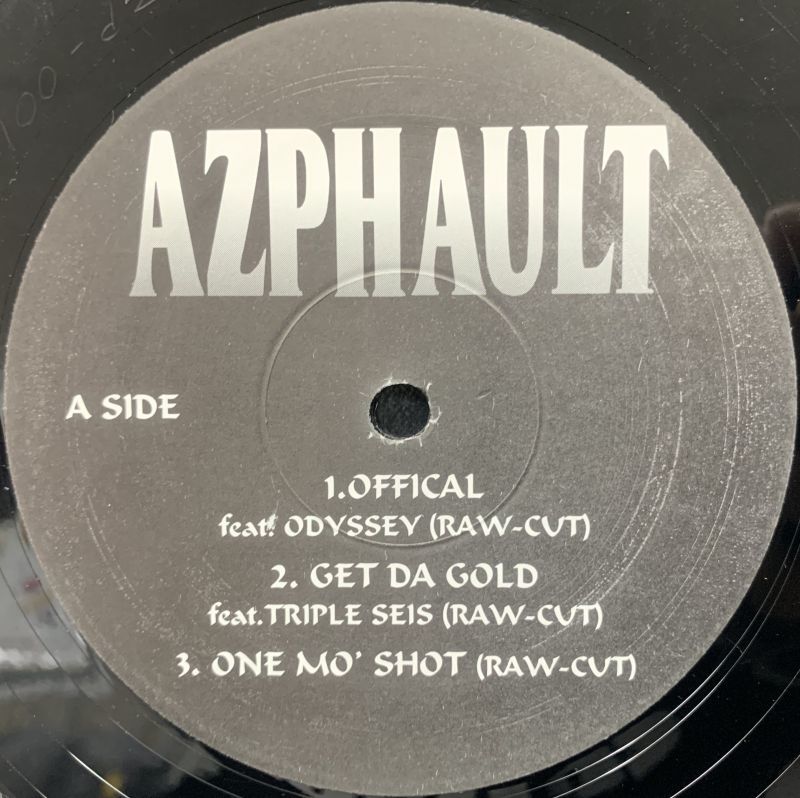 AZPHAULT
A SIDE
1.OFFICAL
feat. ODYSSEY (RAW-CUT)
2. GET DA GOLD
feat.TRIPLE SEIS (RAW-CUT)
3. ONE MO' SHOT (RAW-CUT)